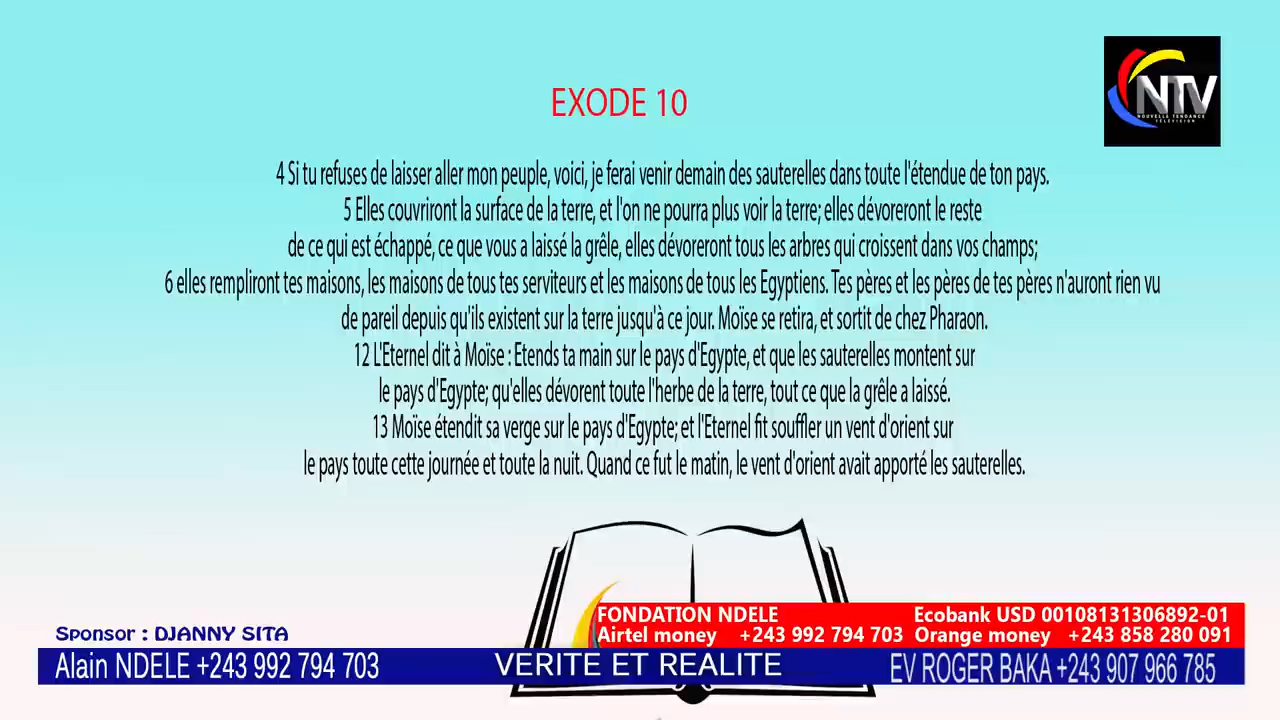 NTV
NOUVELLE TENDANCE
TÉLÉVISION
EXODE 10
4 Si tu refuses de laisser aller mon peuple, voici, je ferai venir demain des sauterelles dans toute l'étendue de ton pays.
5 Elles couvriront la surface de la terre, et l'on ne pourra plus voir la terre; elles dévoreront le reste
de ce qui est échappé, ce que vous a laissé la grêle, elles dévoreront tous les arbres qui croissent dans vos champs;
6 elles rempliront tes maisons, les maisons de tous tes serviteurs et les maisons de tous les Egyptiens. Tes pères et les pères de tes pères n'auront rien vu
de pareil depuis qu'ils existent sur la terre jusqu'à ce jour. Moïse se retira, et sortit de chez Pharaon.
12 L'Eternel dit à Moïse : Etends ta main sur le pays d'Egypte, et que les sauterelles montent sur
le pays d'Egypte; qu'elles dévorent toute l'herbe de la terre, tout ce que la grêle a laissé.
13 Moïse étendit sa verge sur le pays d'Egypte; et l'Eternel fit souffler un vent d'orient sur
le pays toute cette journée et toute la nuit. Quand ce fut le matin, le vent d'orient avait apporté les sauterelles.
FONDATION NDELE Ecobank USD 00108131306892-01
Airtel money +243 992 794 703 Orange money +243 858 280 091
Sponsor : DJANNY SITA
Alain NDELE +243 992 794 703 VERITE ET REALITE EV ROGER BAKA +243 907 966 785